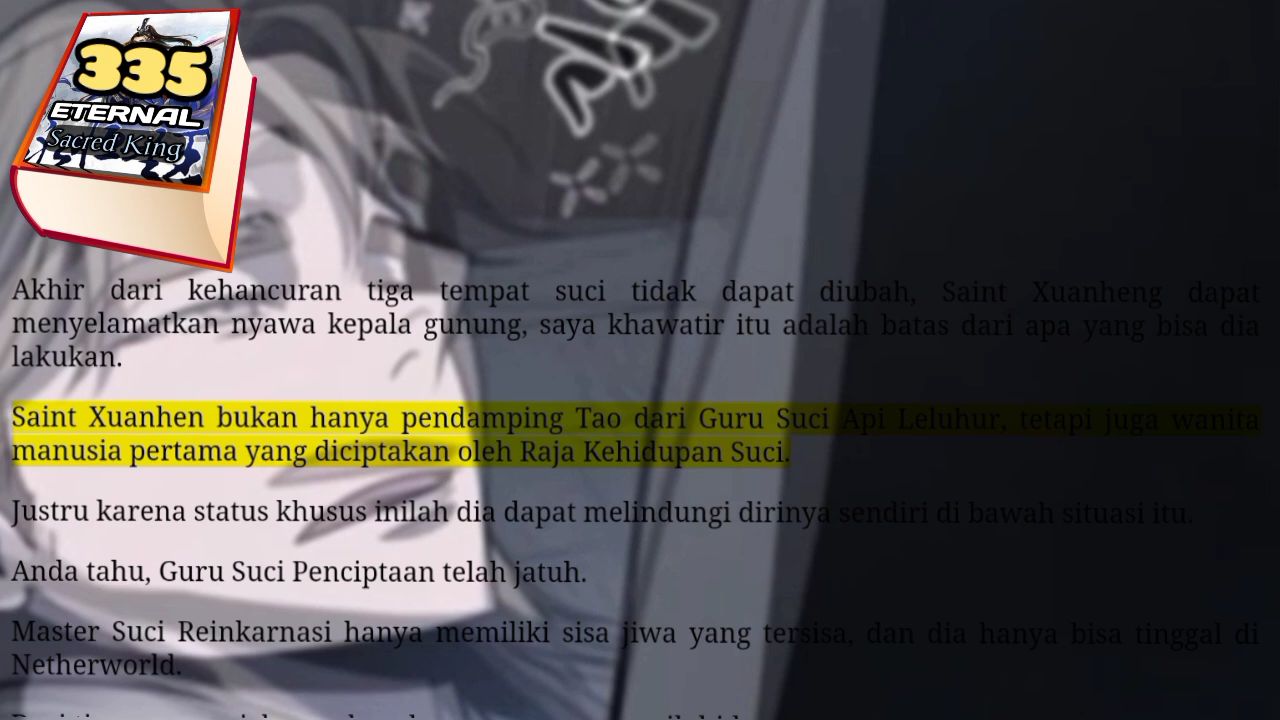 335
ETERNAL
Sacred King
Akhir dari kehancuran tiga tempat suci tidak dapat diubah, Saint Xuanheng dapat
menyelamatkan nyawa kepala gunung, saya khawatir itu adalah batas dari apa yang bisa dia
lakukan.
Saint Xuanhen bukan hanya pendamping Tao dari Guru Suci Api Leluhur, tetapi juga wanita
manusia pertama yang diciptakan oleh Raja Kehidupan Suci.
Justru karena status khusus inilah dia dapat melindungi dirinya sendiri di bawah situasi itu.
Anda tahu, Guru Suci Penciptaan telah jatuh.
Master Suci Reinkarnasi hanya memiliki sisa jiwa yang tersisa, dan dia hanya bisa tinggal di
Netherworld.